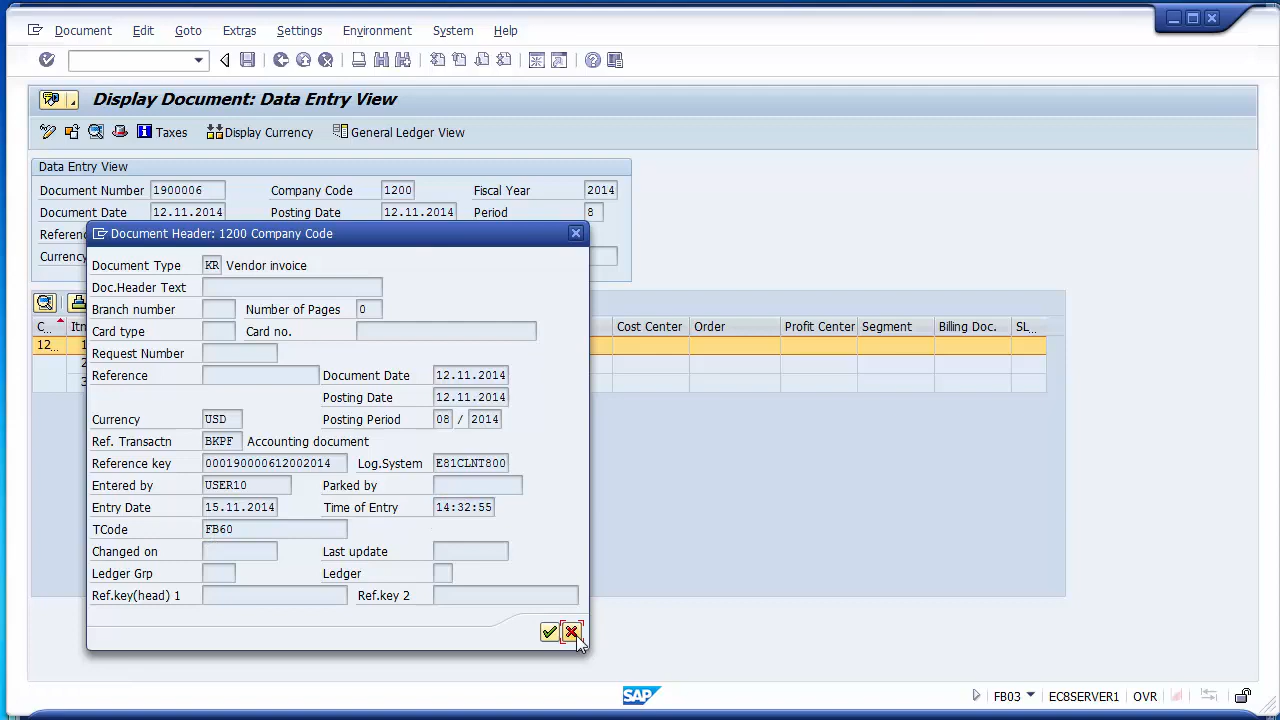 Document Edit Goto Extras Settings Environment System Help
Display Document: Data Entry View
Taxes Display Currency General Ledger View
Data Entry View
Document Number 1900006 Company Code 1200 Fiscal Year 2014
Document Date 12.11.2014 Posting Date 12.11.2014 Period 8
Currency
Document Header: 1200 Company Code
C.. Itn Cost Center Order Profit Center Segment Billing Doc. SL..
12...
Document Type KR Vendor invoice
Doc.Header Text
Branch number Number of Pages 0
Card type Card no.
Request Number
Reference Document Date 12.11.2014
Posting Date 12.11.2014
Currency USD Posting Period 08 / 2014
Ref. Transactn BKPF Accounting document
Reference key 000190000612002014 Log.System E81CLNT800
Entered by USER10 Parked by
Entry Date 15.11.2014 Time of Entry 14:32:55
TCode FB60
Changed on Last update
Ledger Grp Ledger
Ref.key(head) 1 Ref.key 2
SAP FB03 EC8SERVER1 OVR